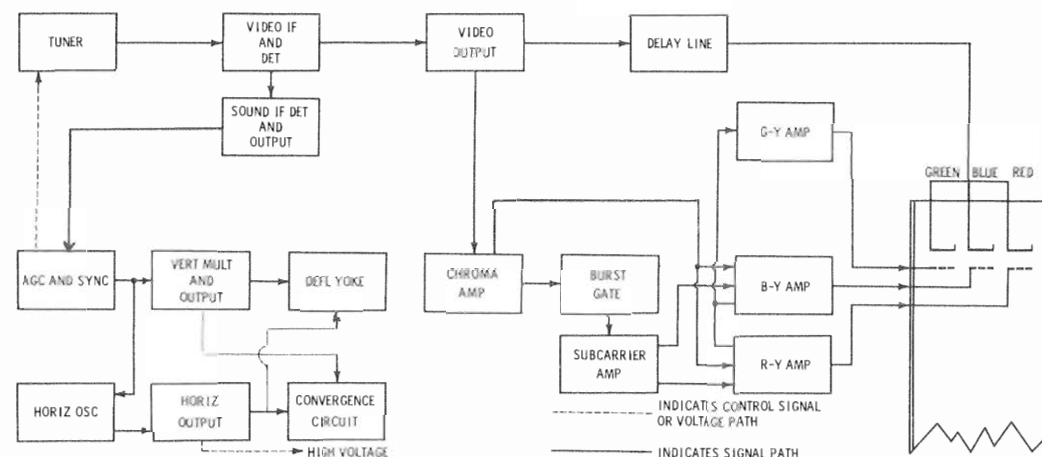 TUNER
VIDEO IF
AND
DET
VIDEO
OUTPUT
DELAY LINE
SOUND IF DET
AND
OUTPUT
G-Y AMP
GREEN BLUE RED
AGC AND SYNC
VERT MULT
AND
OUTPUT
DEFL YOKE
CHROMA
AMP
BURST
GATE
B-Y AMP
SUBCARRIER
AMP
R-Y AMP
HORIZ OSC
HORIZ
OUTPUT
CONVERGENCE
CIRCUIT
INDICATES CONTROL SIGNAL
OR VOLTAGE PATH
HIGH VOLTAGE
INDICATES SIGNAL PATH